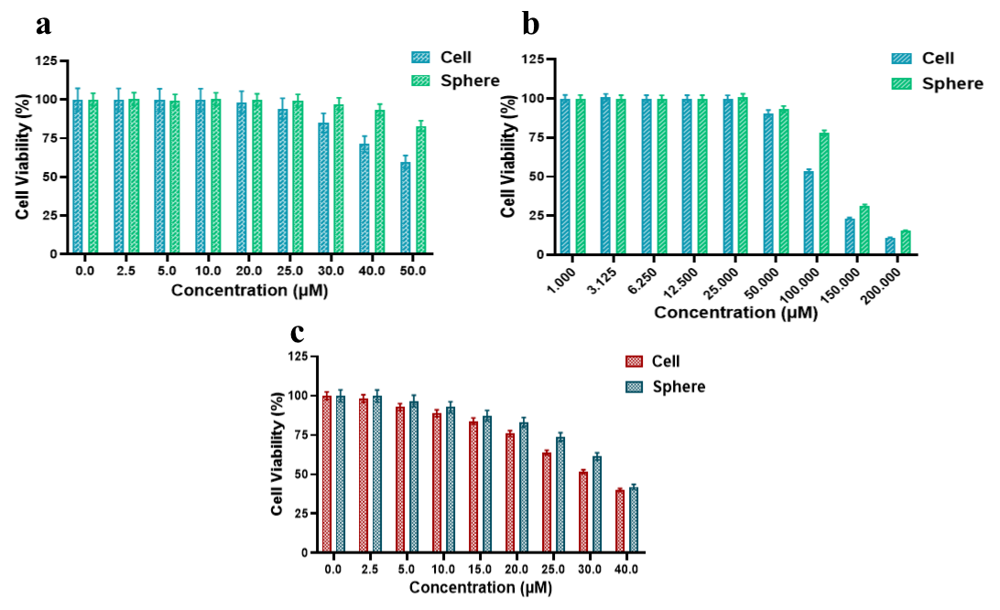 a
Cell
Sphere
Cell Viability (%)
125
100
75
50
25
0
0.0 2.5 5.0 10.0 20.0 25.0 30.0 40.0 50.0
Concentration (µM)
b
Cell
Sphere
Cell Viability (%)
125
100
75
50
25
0
1.000 3.125 6.250 12.500 25.000 50.000 100.000 150.000 200.000
Concentration (µM)
c
Cell
Sphere
Cell Viability (%)
125
100
75
50
25
0
0.0 2.5 5.0 10.0 15.0 20.0 25.0 30.0 40.0
Concentration (µM)